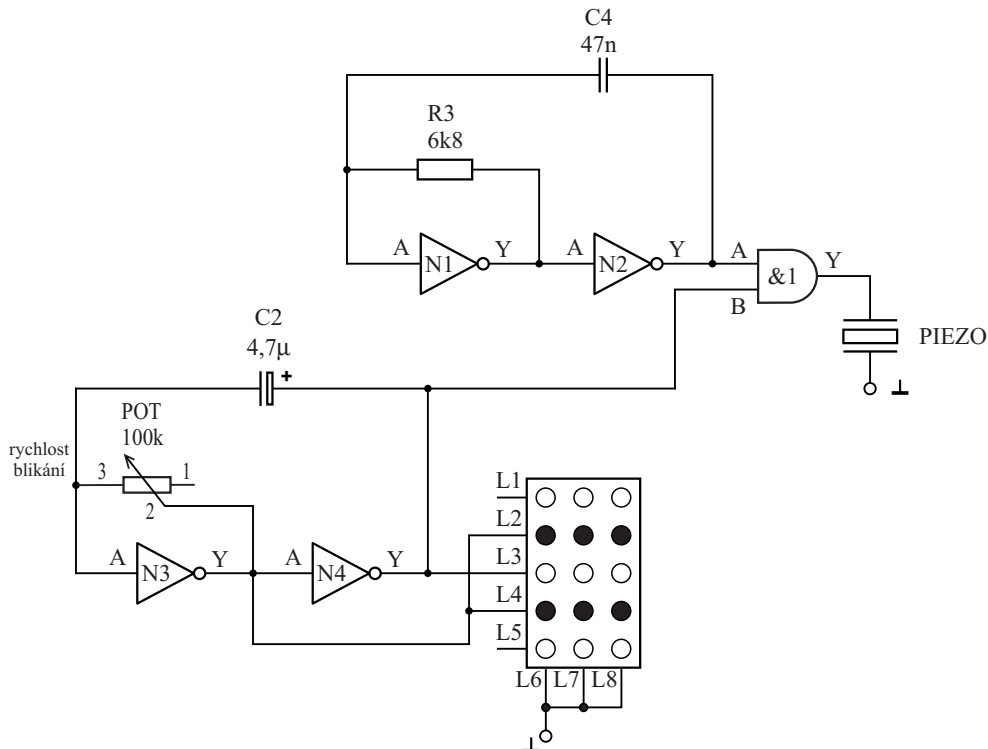 C4
47n
R3
6k8
A N1 Y A N2 Y A &1 Y
B
PIEZO
C2
4,7µ
+
POT
100k
rychlost
blikání
3 1
2
L1
L2
L3
L4
L5
A N3 Y A N4 Y
L6 L7 L8